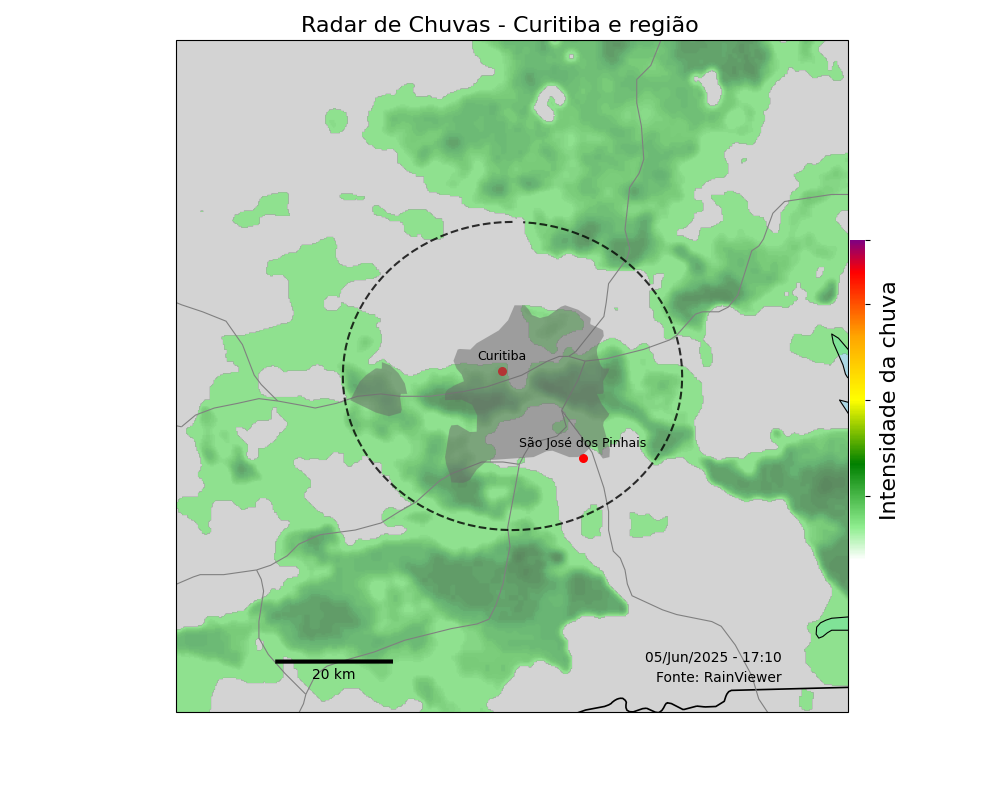 Radar de Chuvas - Curitiba e região
Curitiba
São José dos Pinhais
Intensidade da chuva
05/Jun/2025 - 17:10
Fonte: RainViewer
20 km